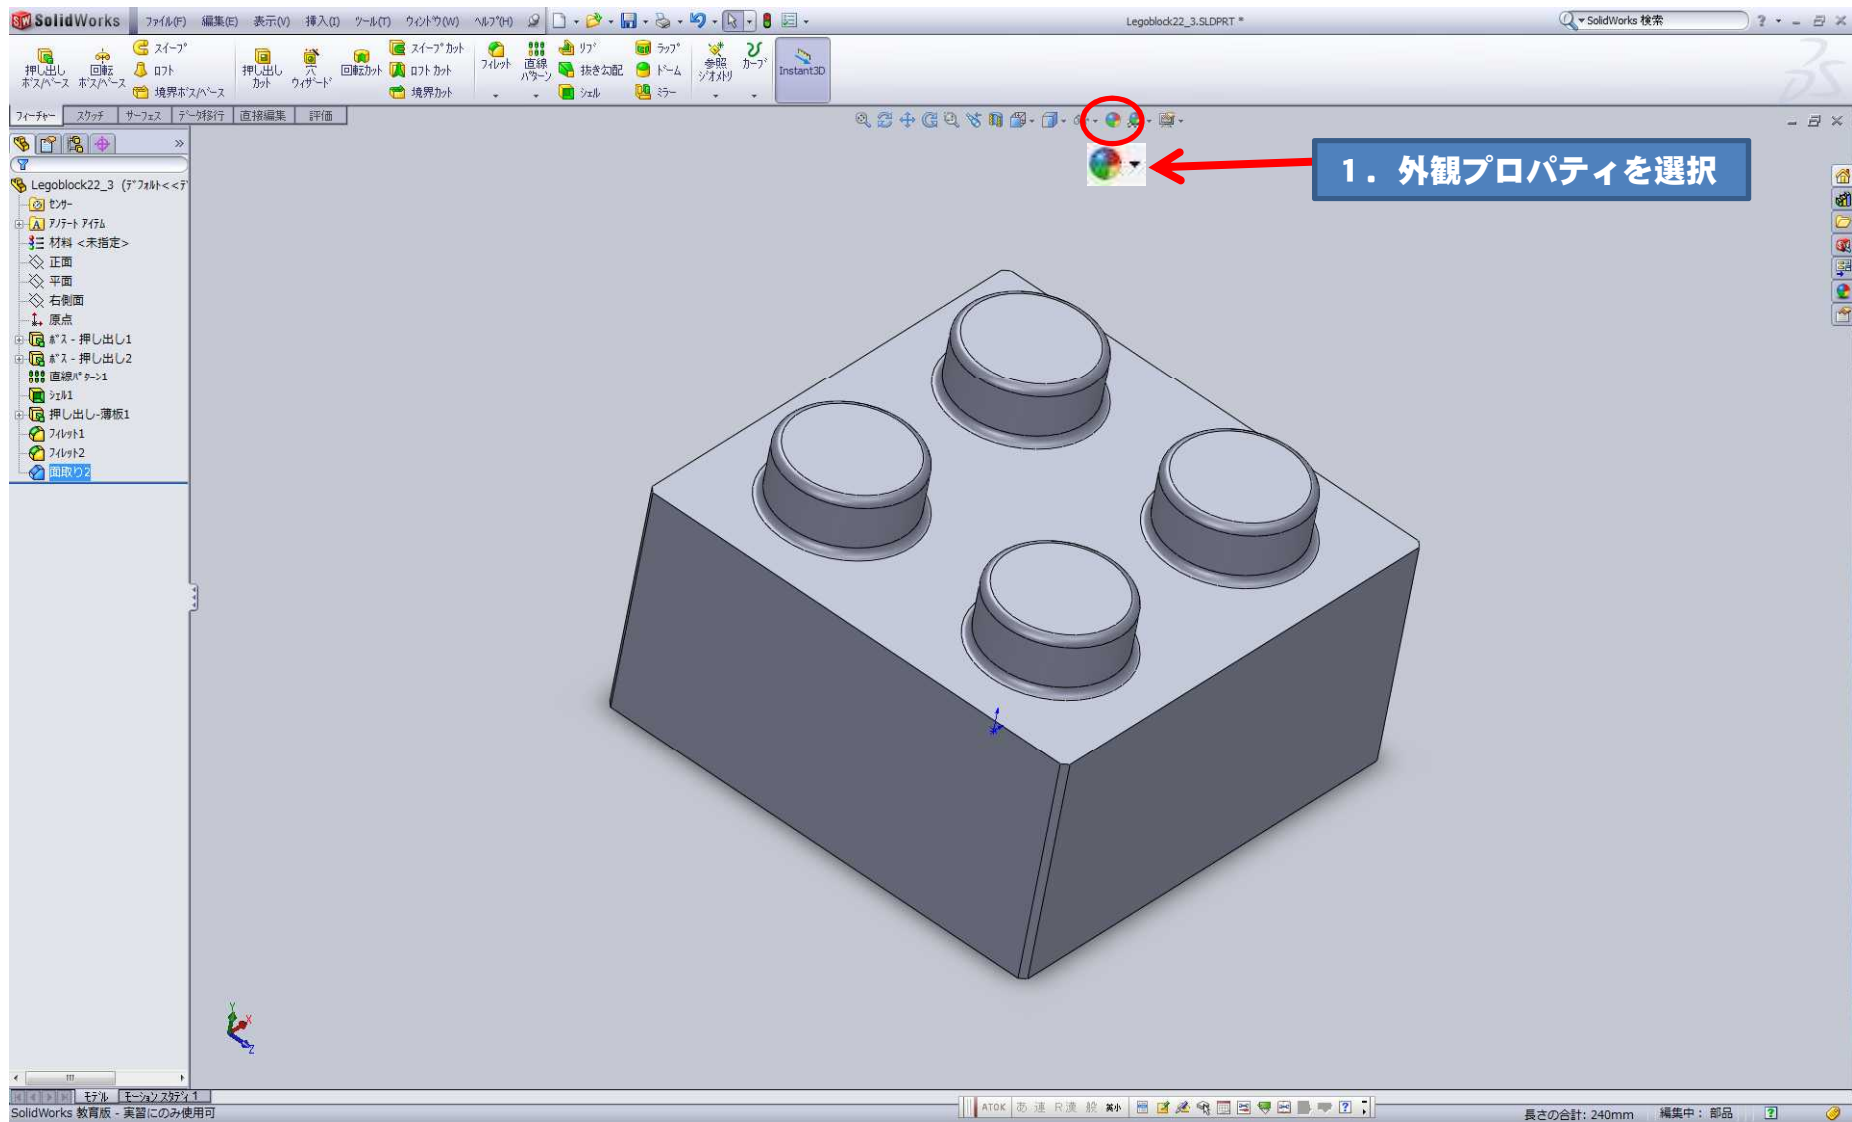 SolidWorks ファイル(F) 編集(E) 表示(V) 挿入(I) ツール(T) ウィンドウ(W) ヘルプ(H) Legoblock22_3.SLDPRT * SolidWorks 検索
押し出し ボス/ベース
回転 ボス/ベース
スイープ
ロフト
境界ボス/ベース
押し出し カット
穴 ウィザード
回転カット
スイープ カット
ロフト カット
境界カット
フィレット
直線 パターン
リブ
抜き勾配
シェル
ラップ
ドーム
ミラー
参照 ジオメトリ
カーブ
Instant3D
フィーチャー スケッチ サーフェス データ移行 直接編集 評価
1. 外観プロパティを選択
Legoblock22_3 (デフォルト<<デ
センサー
アノテート アイテム
材料 <未指定>
正面
平面
右側面
原点
ボス - 押し出し1
ボス - 押し出し2
直線パターン1
シェル1
押し出し-薄板1
フィレット1
フィレット2
面取り2
Y
X
Z
モデル モーション スタディ 1
ATOK あ 連 R漢 般 英小
SolidWorks 教育版 - 実習にのみ使用可 長さの合計: 240mm 編集中: 部品